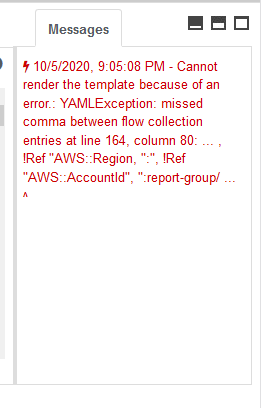 Messages
10/5/2020, 9:05:08 PM - Cannot
render the template because of an
error.: YAMLException: missed
comma between flow collection
entries at line 164, column 80: ... ,
!Ref "AWS::Region, ":", !Ref
"AWS::AccountId", ":report-group/ ...
^